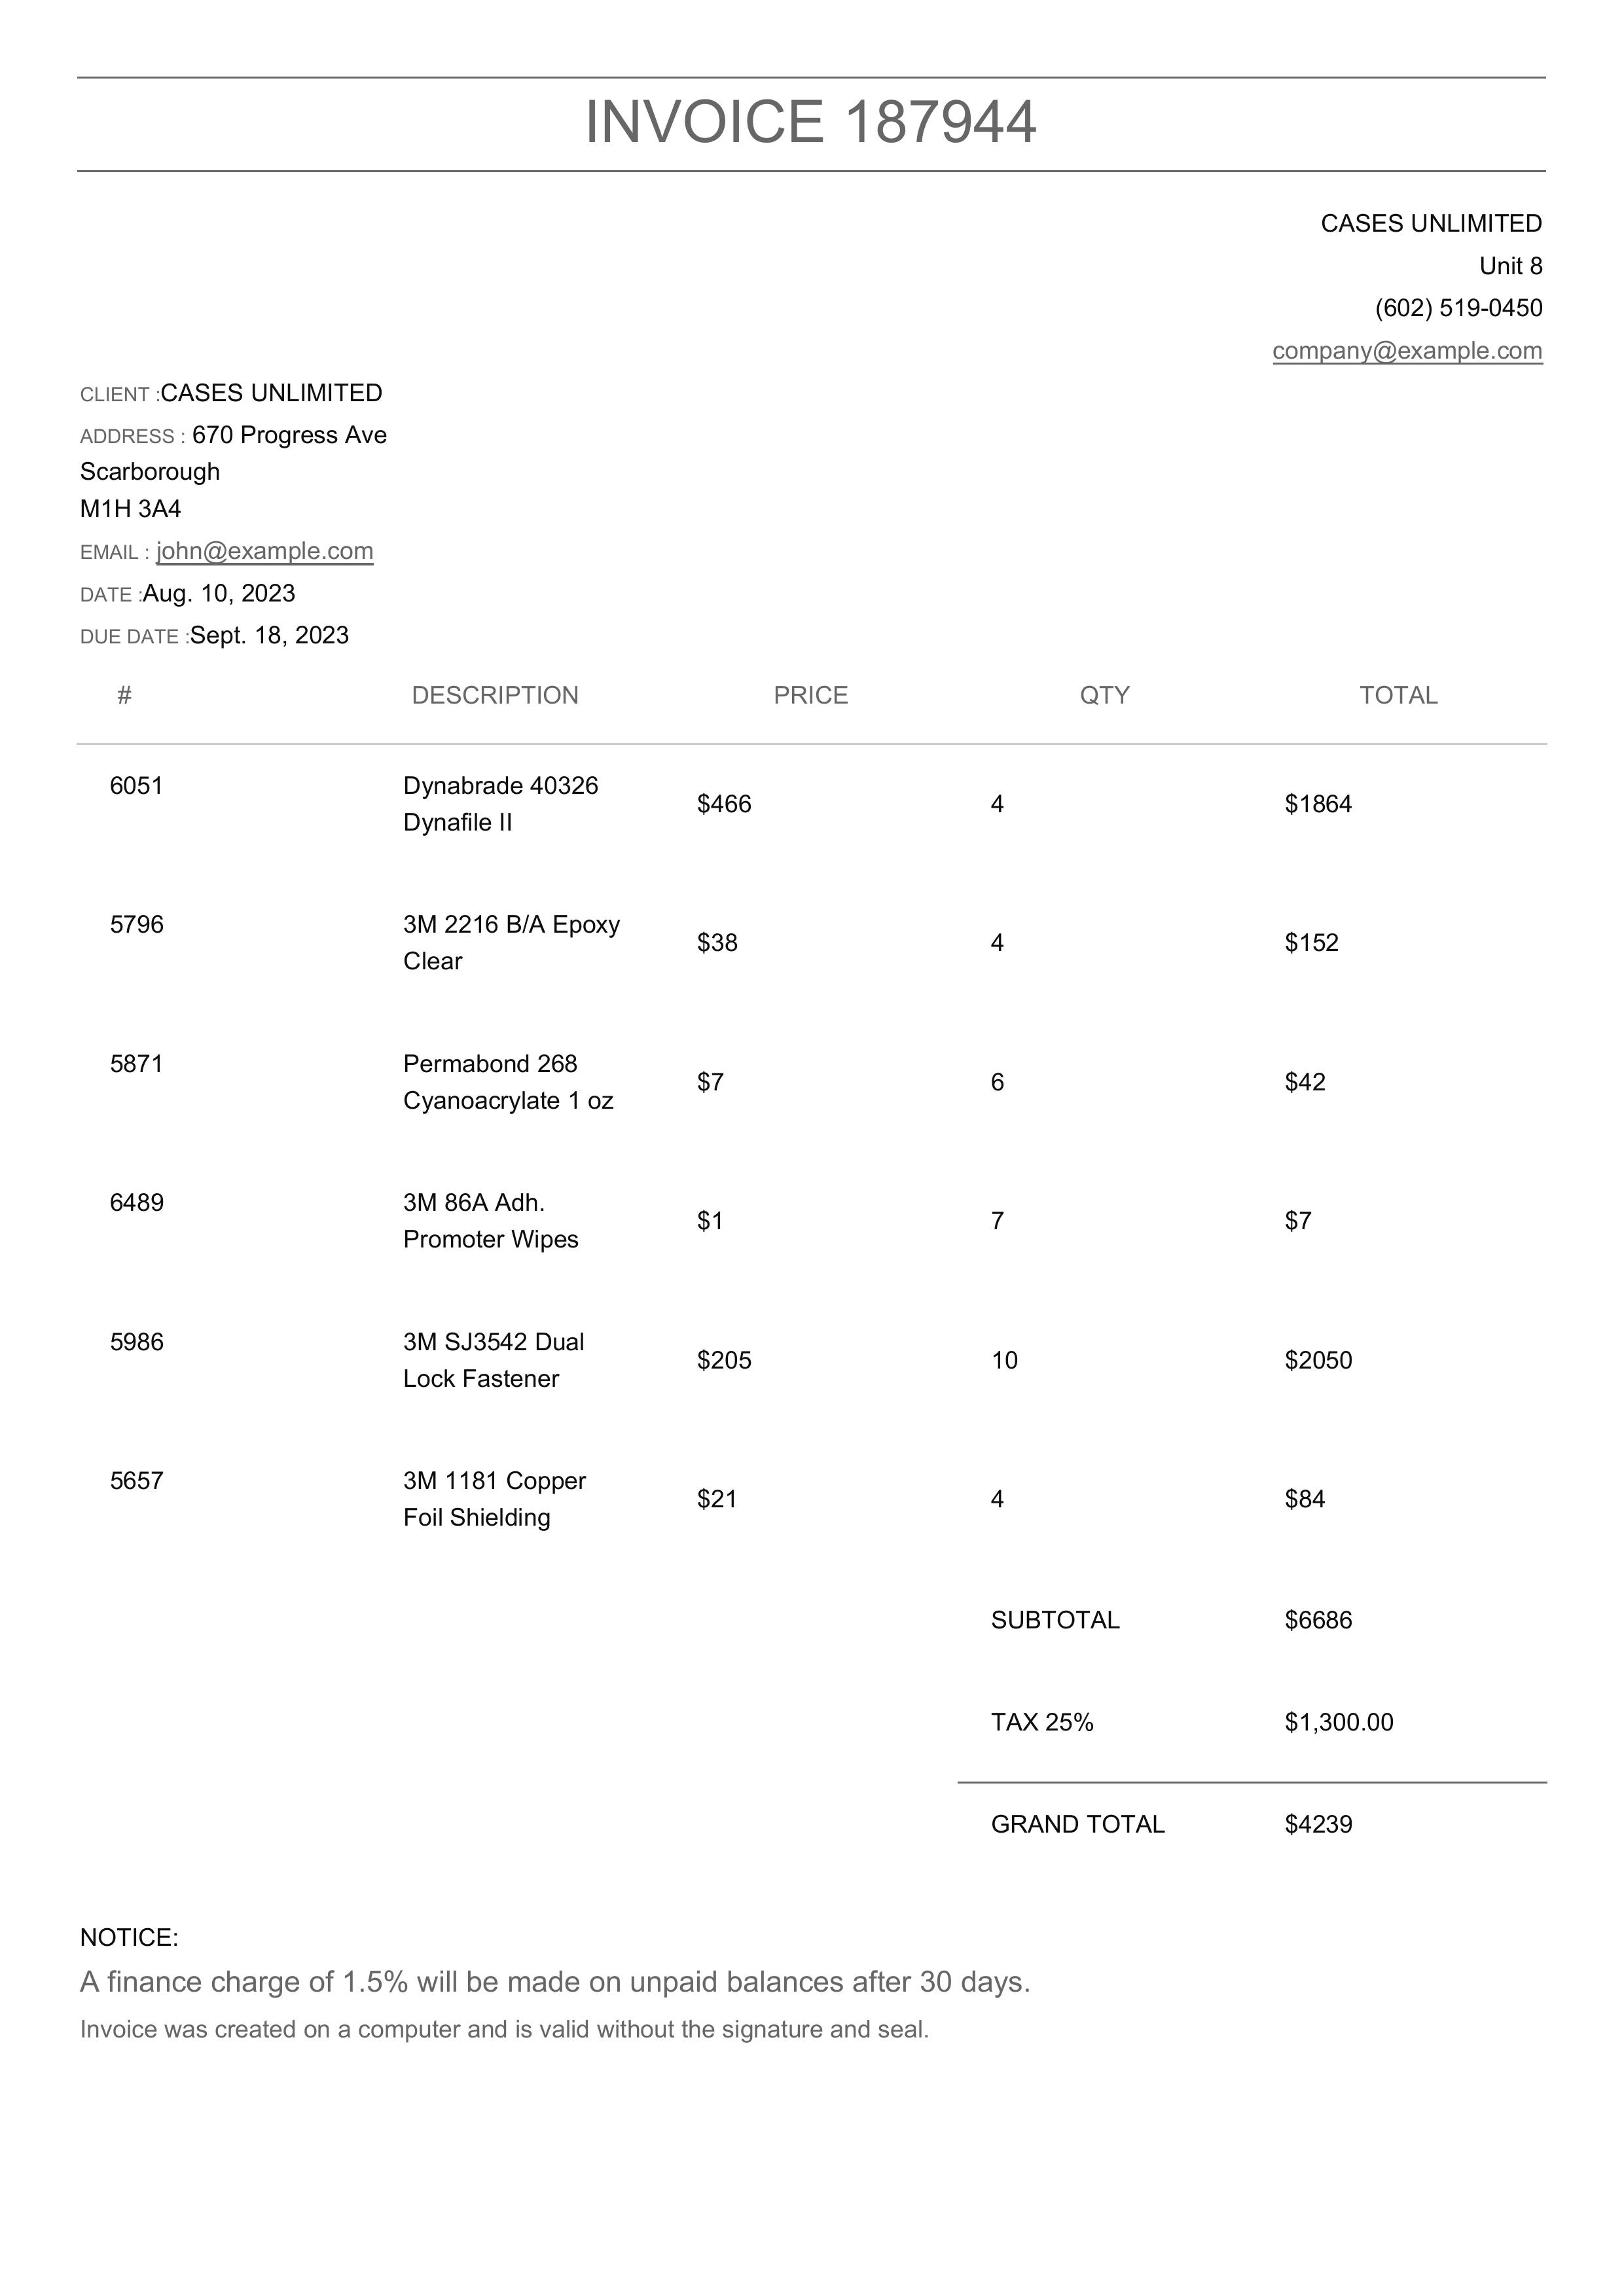 INVOICE 187944
CASES UNLIMITED
Unit 8
(602) 519-0450
company@example.com
CLIENT :CASES UNLIMITED
ADDRESS : 670 Progress Ave
Scarborough
M1H 3A4
EMAIL : john@example.com
DATE :Aug. 10, 2023
DUE DATE :Sept. 18, 2023
# DESCRIPTION PRICE QTY TOTAL
6051 Dynabrade 40326
Dynafile II
$466 4 $1864
5796 3M 2216 B/A Epoxy
Clear
$38 4 $152
5871 Permabond 268
Cyanoacrylate 1 oz
$7 6 $42
6489 3M 86A Adh.
Promoter Wipes
$1 7 $7
5986 3M SJ3542 Dual
Lock Fastener
$205 10 $2050
5657 3M 1181 Copper
Foil Shielding
$21 4 $84
SUBTOTAL $6686
TAX 25% $1,300.00
GRAND TOTAL $4239
NOTICE:
A finance charge of 1.5% will be made on unpaid balances after 30 days.
Invoice was created on a computer and is valid without the signature and seal.